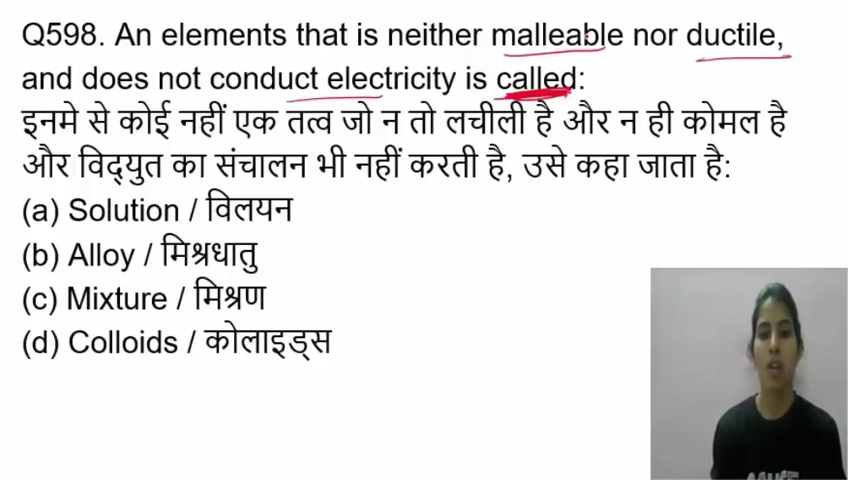 Q598. An elements that is neither malleable nor ductile,
and does not conduct electricity is called:
इनमे से कोई नहीं एक तत्व जो न तो लचीली है और न ही कोमल है
और विद्युत का संचालन भी नहीं करती है, उसे कहा जाता है:
(a) Solution / विलयन
(b) Alloy / मिश्रधातु
(c) Mixture / मिश्रण
(d) Colloids / कोलाइड्स